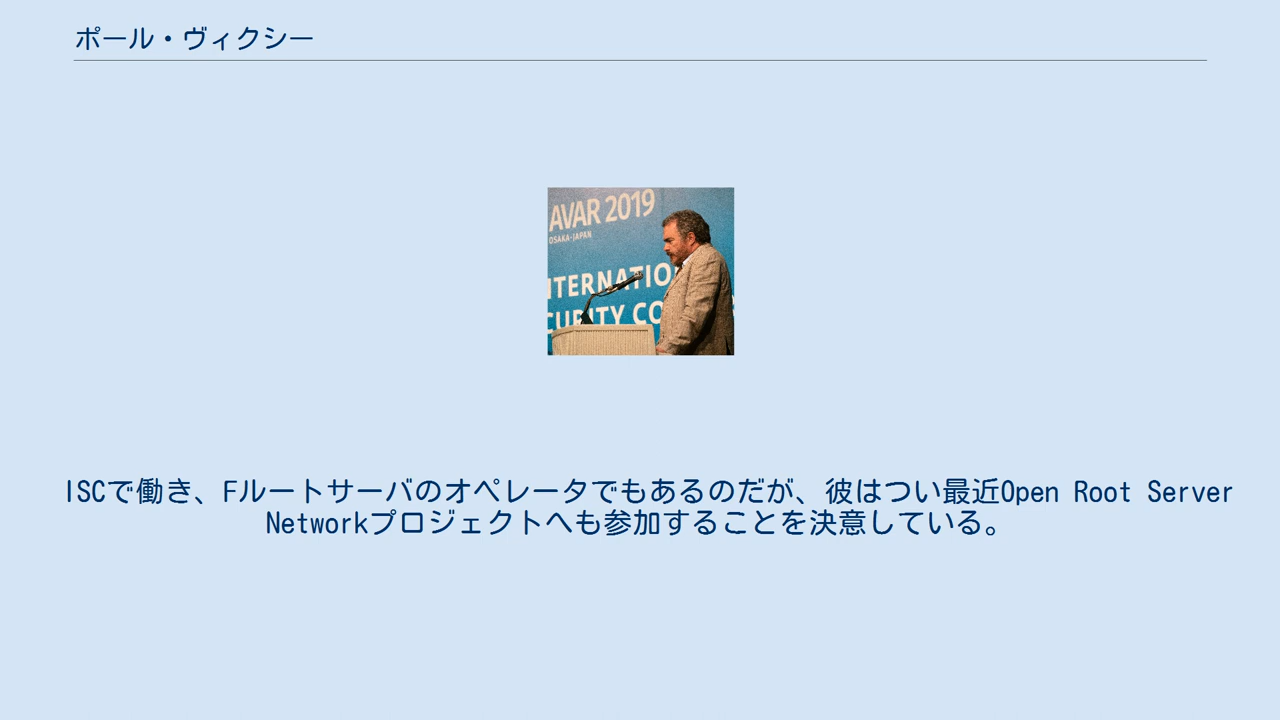 ポール・ヴィクシー
AVAR 2019
OSAKA-JAPAN
NTERNATIO
CURITY CO
ISCで働き、Fルートサーバのオペレータでもあるのだが、彼はつい最近Open Root Server
Networkプロジェクトへも参加することを決意している。